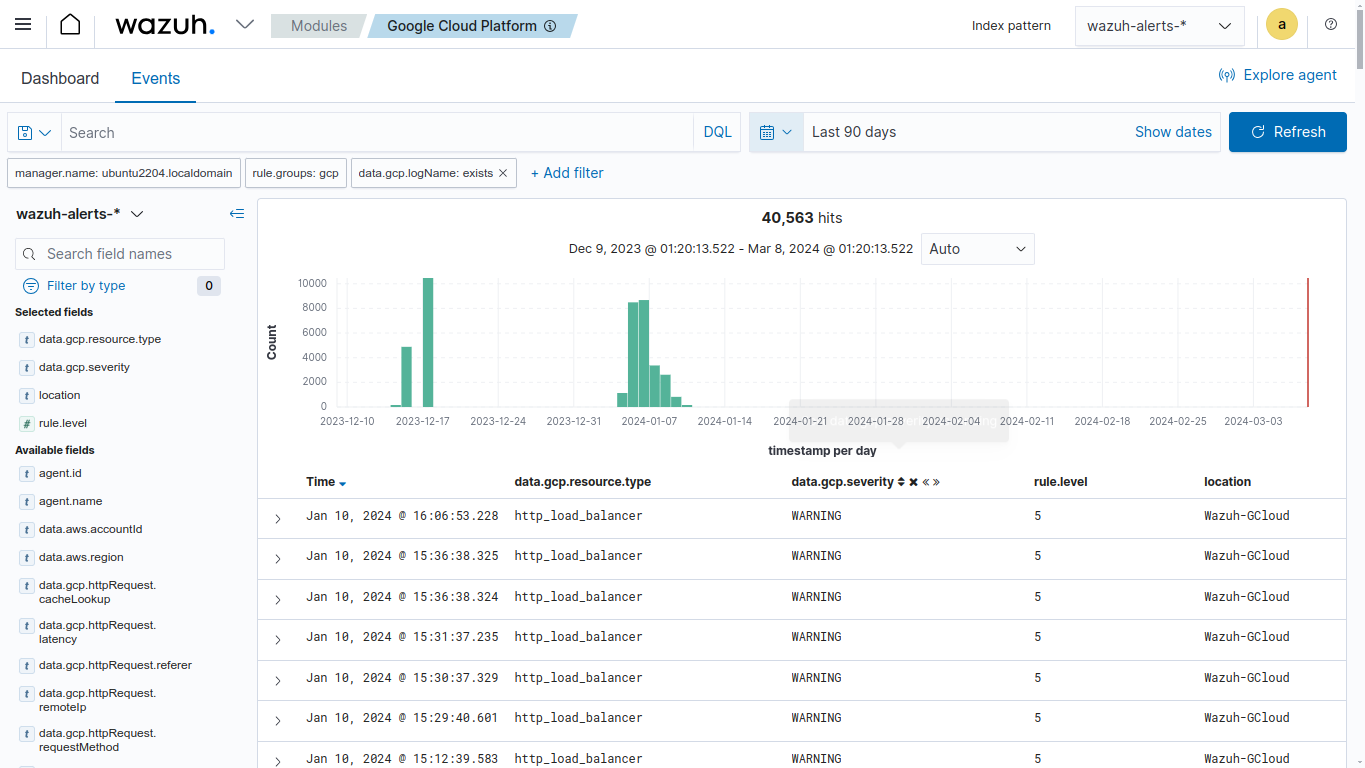 wazuh.
Modules
Google Cloud Platform
Index pattern
wazuh-alerts-*
a
Dashboard
Events
Explore agent
Search
DQL
Last 90 days
Show dates
Refresh
manager.name: ubuntu2204.localdomain
rule.groups: gcp
data.gcp.logName: exists
+ Add filter
wazuh-alerts-*
Search field names
Filter by type
0
Selected fields
t data.gcp.resource.type
t data.gcp.severity
t location
# rule.level
Available fields
t agent.id
t agent.name
t data.aws.accountId
t data.aws.region
t data.gcp.httpRequest.
cacheLookup
t data.gcp.httpRequest.
latency
t data.gcp.httpRequest.referer
t data.gcp.httpRequest.
remoteIp
t data.gcp.httpRequest.
requestMethod
40,563 hits
Dec 9, 2023 @ 01:20:13.522 - Mar 8, 2024 @ 01:20:13.522
Auto
Count
10000
8000
6000
4000
2000
0
2023-12-10 2023-12-17 2023-12-24 2023-12-31 2024-01-07 2024-01-14 2024-01-21 2024-01-28 2024-02-04 2024-02-11 2024-02-18 2024-02-25 2024-03-03
timestamp per day
Time data.gcp.resource.type data.gcp.severity rule.level location
Jan 10, 2024 @ 16:06:53.228 http_load_balancer WARNING 5 Wazuh-GCloud
Jan 10, 2024 @ 15:36:38.325 http_load_balancer WARNING 5 Wazuh-GCloud
Jan 10, 2024 @ 15:36:38.324 http_load_balancer WARNING 5 Wazuh-GCloud
Jan 10, 2024 @ 15:31:37.235 http_load_balancer WARNING 5 Wazuh-GCloud
Jan 10, 2024 @ 15:30:37.329 http_load_balancer WARNING 5 Wazuh-GCloud
Jan 10, 2024 @ 15:29:40.601 http_load_balancer WARNING 5 Wazuh-GCloud
Jan 10, 2024 @ 15:12:39.583 http_load_balancer WARNING 5 Wazuh-GCloud